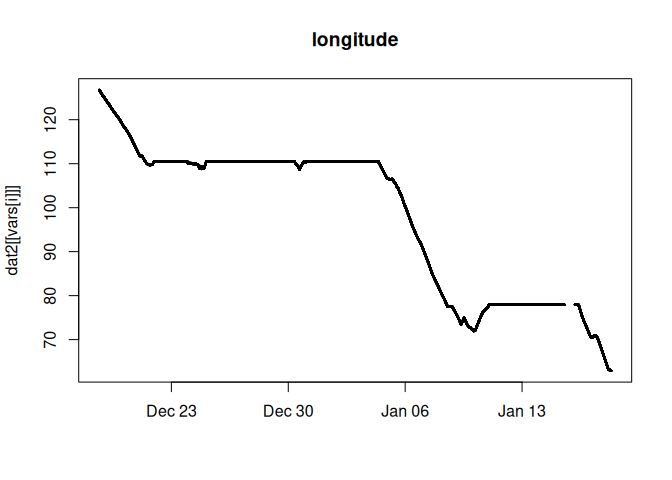 longitude
dat2[[vars[i]]]
120
110
100
90
80
70
Dec 23
Dec 30
Jan 06
Jan 13